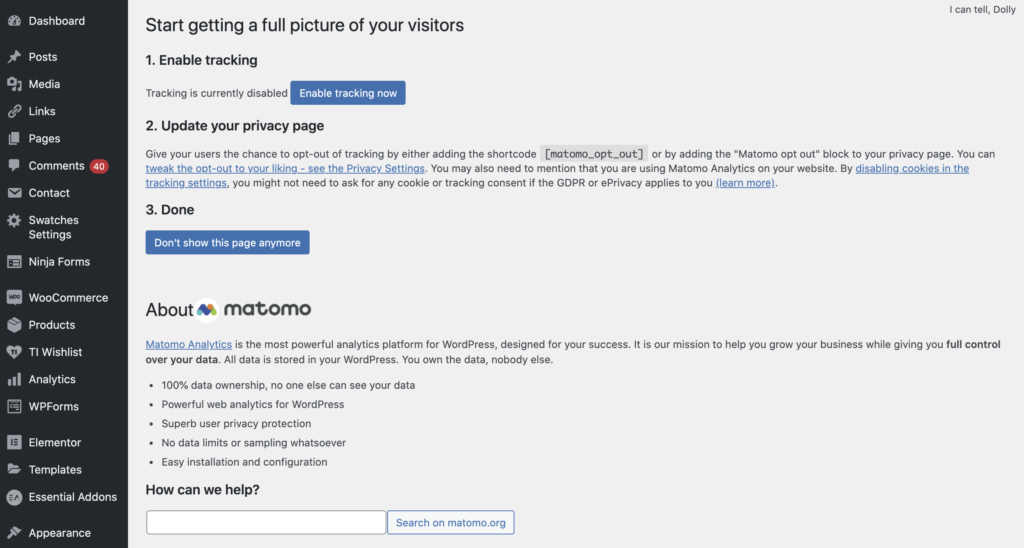 I can tell, Dolly
Dashboard
Posts
Media
Links
Pages
Comments 40
Contact
Swatches
Settings
Ninja Forms
WooCommerce
Products
TI Wishlist
Analytics
WPForms
Elementor
Templates
Essential Addons
Appearance
Start getting a full picture of your visitors
1. Enable tracking
Tracking is currently disabled Enable tracking now
2. Update your privacy page
Give your users the chance to opt-out of tracking by either adding the shortcode [matomo_opt_out] or by adding the "Matomo opt out" block to your privacy page. You can
tweak the opt-out to your liking - see the Privacy Settings. You may also need to mention that you are using Matomo Analytics on your website. By disabling cookies in the
tracking settings, you might not need to ask for any cookie or tracking consent if the GDPR or ePrivacy applies to you (learn more).
3. Done
Don't show this page anymore
About matomo
Matomo Analytics is the most powerful analytics platform for WordPress, designed for your success. It is our mission to help you grow your business while giving you full control
over your data. All data is stored in your WordPress. You own the data, nobody else.
• 100% data ownership, no one else can see your data
• Powerful web analytics for WordPress
• Superb user privacy protection
• No data limits or sampling whatsoever
• Easy installation and configuration
How can we help?
Search on matomo.org